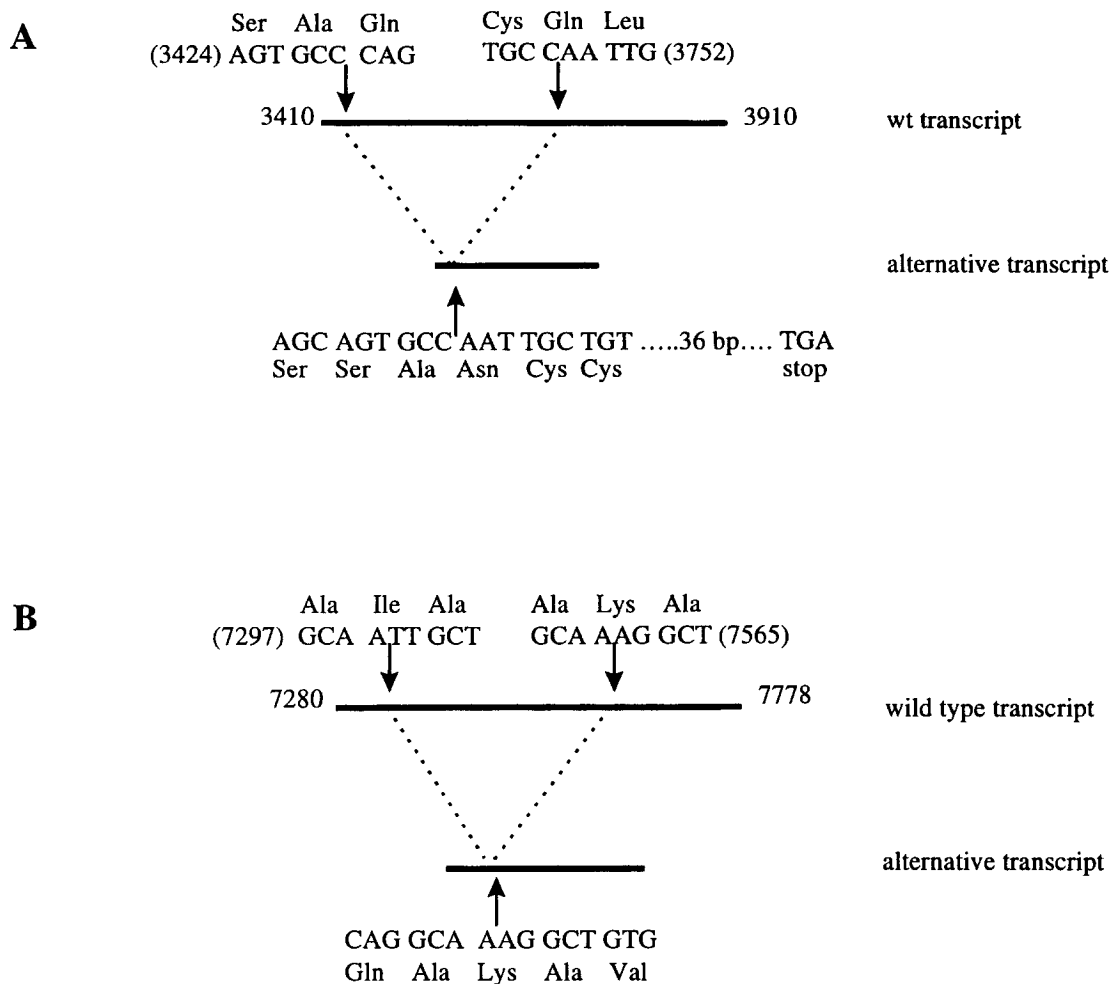 A
Ser Ala Gln Cys Gln Leu
(3424) AGT GCC CAG TGC CAA TTG (3752)
3410 3910 wt transcript
alternative transcript
AGC AGT GCC AAT TGC TGT .....36 bp.... TGA
Ser Ser Ala Asn Cys Cys stop
B
Ala Ile Ala Ala Lys Ala
(7297) GCA ATT GCT GCA AAG GCT (7565)
7280 7778 wild type transcript
alternative transcript
CAG GCA AAG GCT GTG
Gln Ala Lys Ala Val